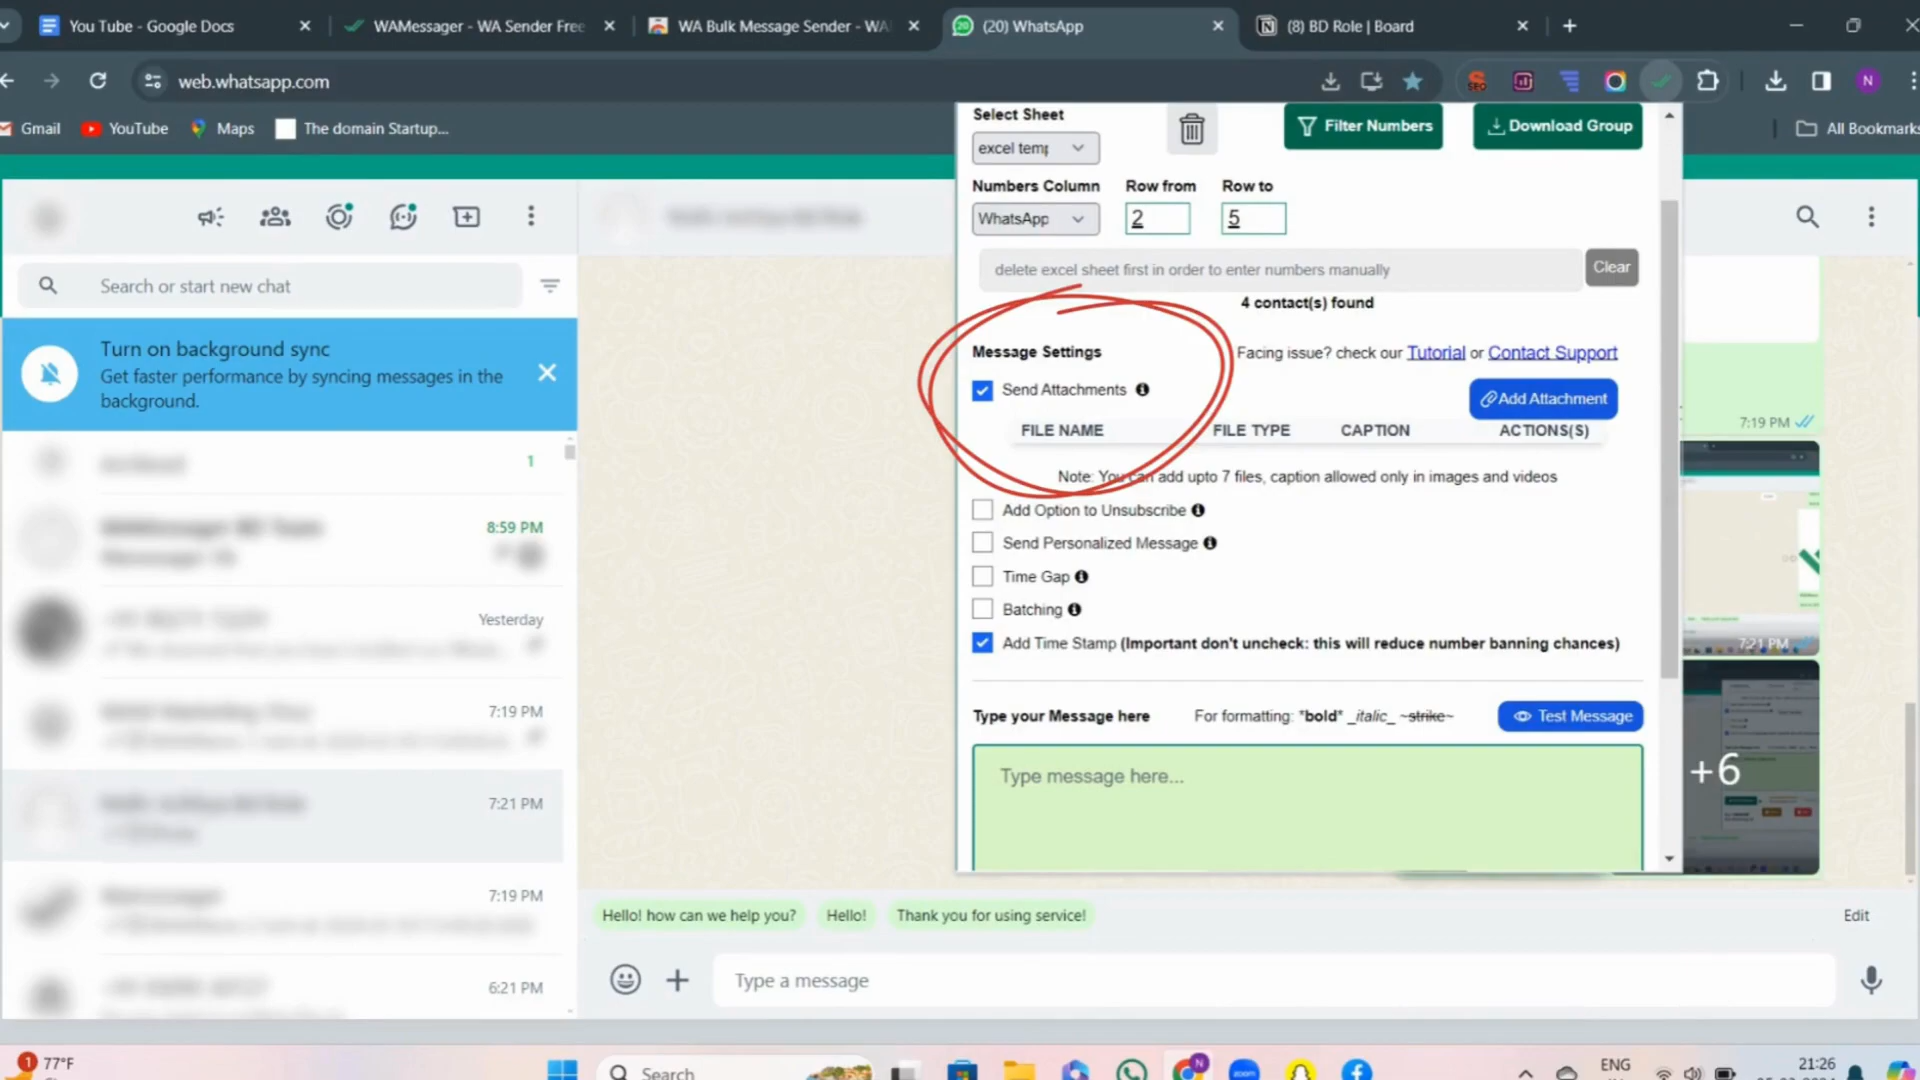 You Tube - Google Docs
WAMessager - WA Sender Free
WA Bulk Message Sender - WA
(20) WhatsApp
(8) BD Role | Board
web.whatsapp.com
SEO
N
Gmail
YouTube
Maps
The domain Startup...
All Bookmarks
Select Sheet
excel temp
Filter Numbers
Download Group
Numbers Column
Row from
Row to
WhatsApp
2
5
delete excel sheet first in order to enter numbers manually
Clear
4 contact(s) found
Search or start new chat
Turn on background sync
Get faster performance by syncing messages in the
background.
Message Settings
Facing issue? check our Tutorial or Contact Support
Send Attachments
Add Attachment
FILE NAME
FILE TYPE
CAPTION
ACTIONS(S)
Note: You can add upto 7 files, caption allowed only in images and videos
Add Option to Unsubscribe
Send Personalized Message
Time Gap
Batching
Add Time Stamp (Important don't uncheck: this will reduce number banning chances)
Type your Message here
For formatting: *bold* _italic_ ~strike~
Test Message
Type message here...
1
8:59 PM
Yesterday
7:19 PM
7:21 PM
7:19 PM
6:21 PM
7:19 PM
7:21 PM
+6
Hello! how can we help you?
Hello!
Thank you for using service!
Edit
Type a message
1
77°F
Search
N
zoom
ENG
21:26